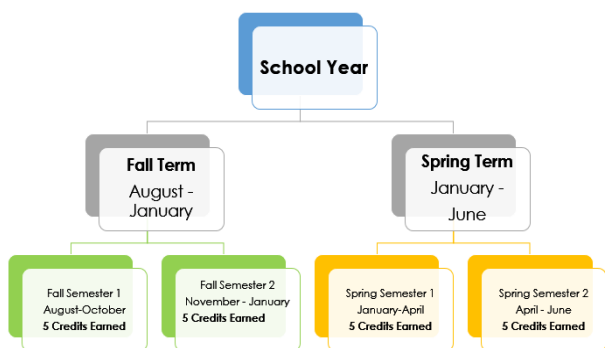 School Year
Fall Term
August -
January
Spring Term
January -
June
Fall Semester 1
August-October
5 Credits Earned
Fall Semester 2
November - January
5 Credits Earned
Spring Semester 1
January-April
5 Credits Earned
Spring Semester 2
April - June
5 Credits Earned